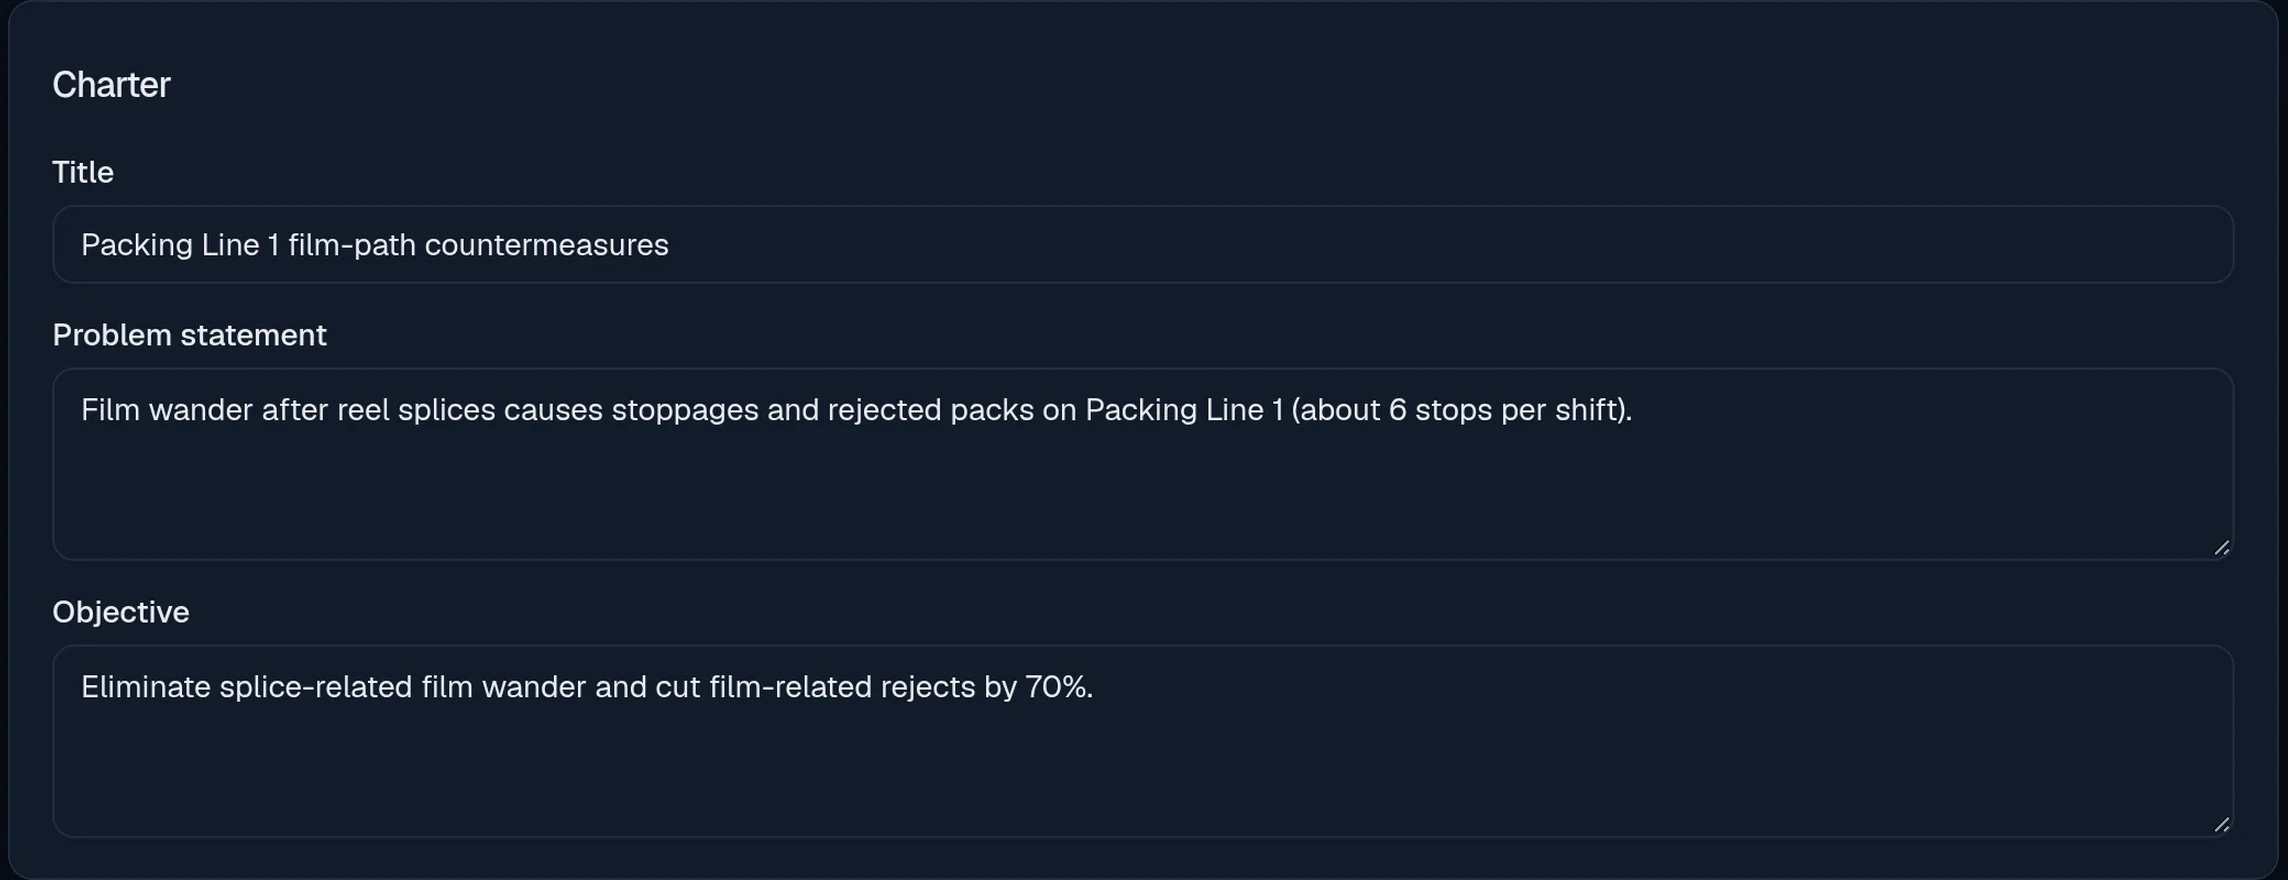 Charter
Title
Packing Line 1 film-path countermeasures
Problem statement
Film wander after reel splices causes stoppages and rejected packs on Packing Line 1 (about 6 stops per shift).
Objective
Eliminate splice-related film wander and cut film-related rejects by 70%.